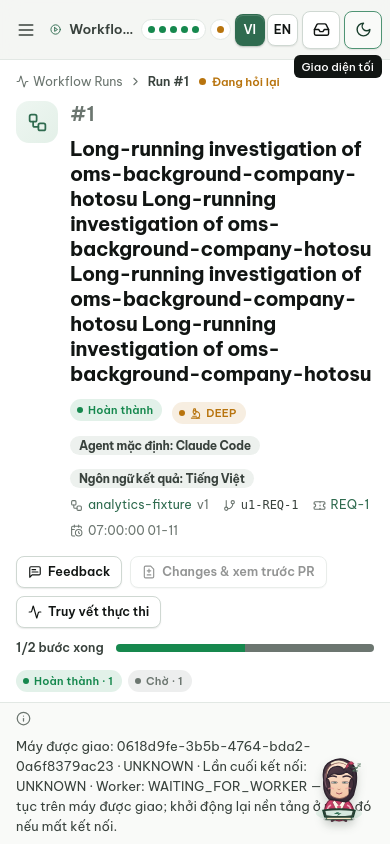 Workflo...
VI
EN
Giao diện tối
Workflow Runs > Run #1 Đang hỏi lại
#1
Long-running investigation of
oms-background-company-
hotosu Long-running
investigation of oms-
background-company-hotosu
Long-running investigation of
oms-background-company-
hotosu Long-running
investigation of oms-
background-company-hotosu
Hoàn thành
DEEP
Agent mặc định: Claude Code
Ngôn ngữ kết quả: Tiếng Việt
analytics-fixture v1 u1-REQ-1 REQ-1
07:00:00 01-11
Feedback
Changes & xem trước PR
Truy vết thực thi
1/2 bước xong
Hoàn thành · 1
Chờ · 1
Máy được giao: 0618d9fe-3b5b-4764-bda2-
0a6f8379ac23 · UNKNOWN · Lần cuối kết nối:
UNKNOWN · Worker: WAITING_FOR_WORKER —
tục trên máy được giao; khởi động lại nền tảng ở đó
nếu mất kết nối.